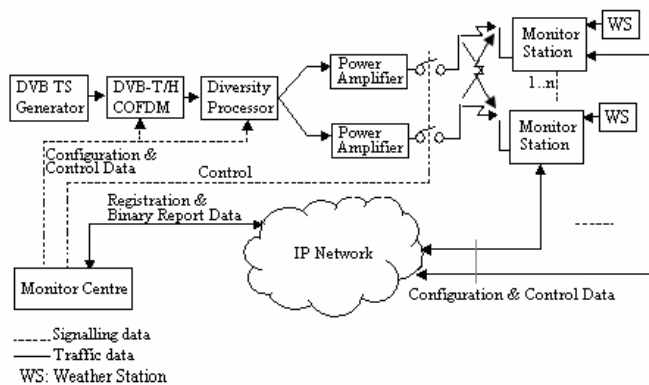 DVB TS
Generator
DVB-T/H
COFDM
Diversity
Processor
Power
Amplifier
Power
Amplifier
Monitor
Station
WS
1..n
Monitor
Station
WS
Configuration &
Control Data
Control
Registration &
Binary Report Data
IP Network
Monitor Centre
Configuration & Control Data
Signalling data
Traffic data
WS: Weather Station